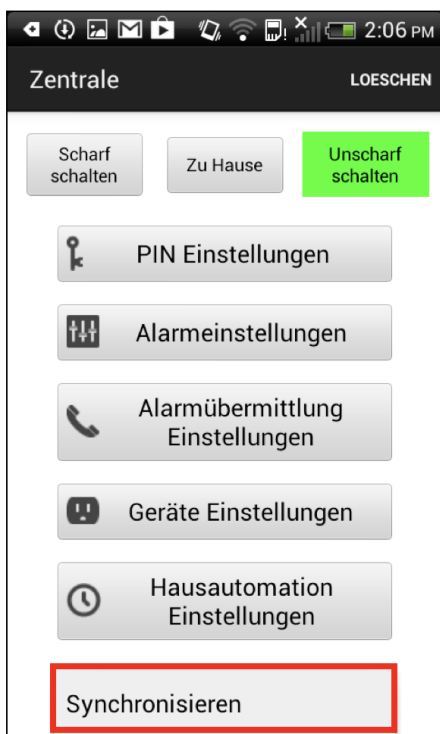 2:06 PM
Zentrale
LOESCHEN
Scharf
schalten
Zu Hause
Unscharf
schalten
PIN Einstellungen
Alarmeinstellungen
Alarmübermittlung
Einstellungen
Geräte Einstellungen
Hausautomation
Einstellungen
Synchronisieren